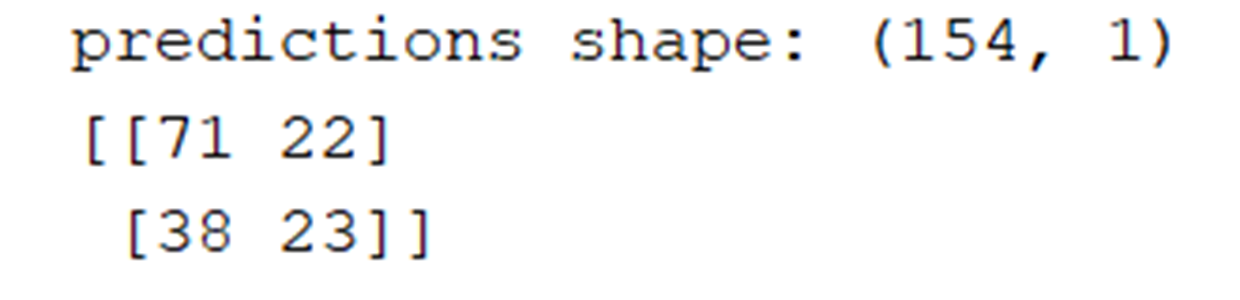 predictions shape: (154, 1)
[[71 22]
[38 23]]